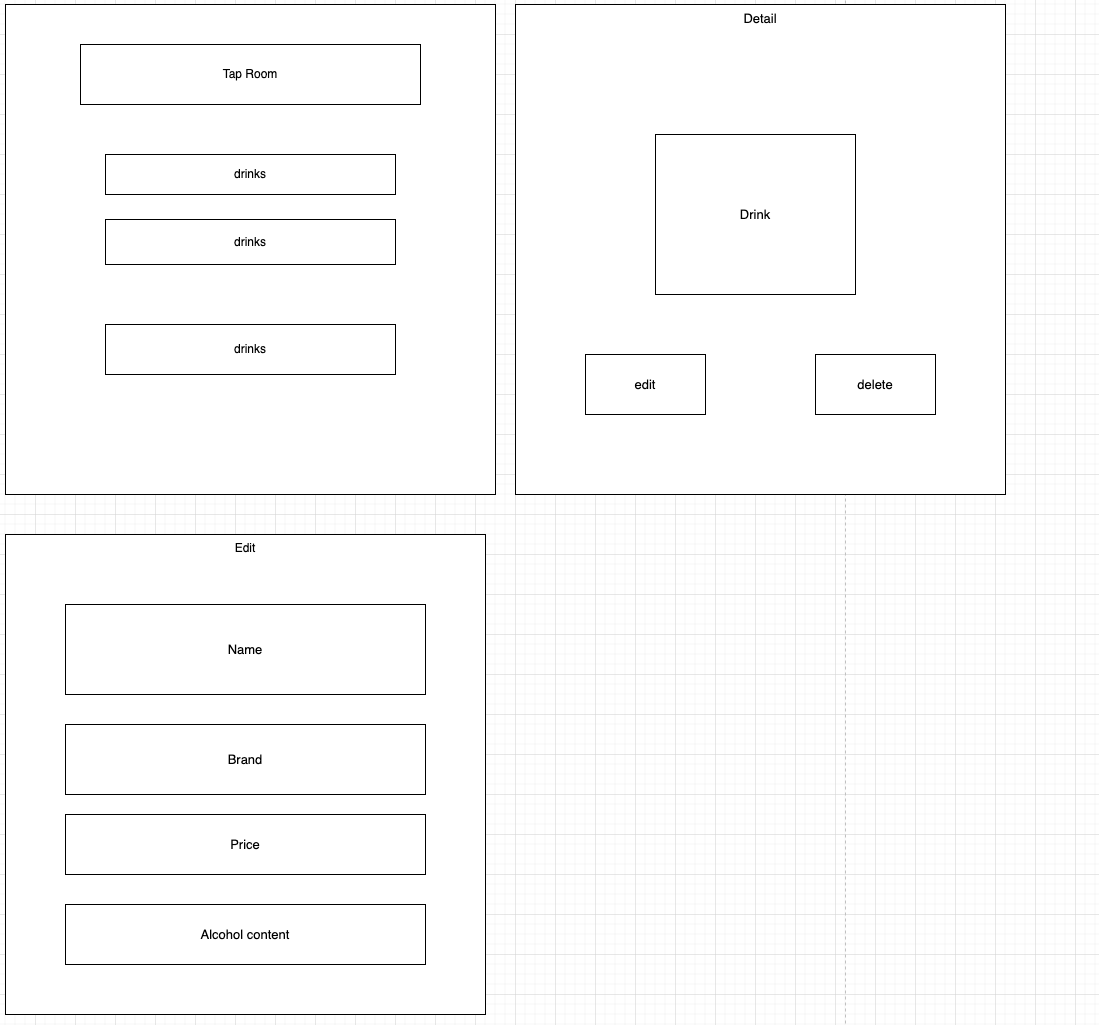 Tap Room
drinks
drinks
drinks
Detail
Drink
edit
delete
Edit
Name
Brand
Price
Alcohol content